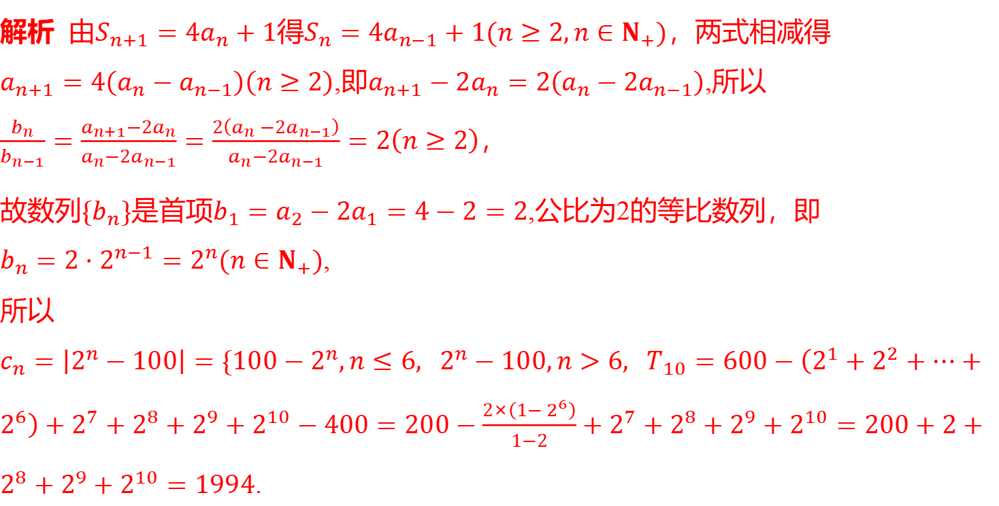 解析 由$S_{n+1} = 4a_n + 1$得$S_n = 4a_{n-1} + 1(n \geq 2, n \in \mathbf{N}_+)$，两式相减得
$a_{n+1} = 4(a_n - a_{n-1})(n \geq 2)$,即$a_{n+1} - 2a_n = 2(a_n - 2a_{n-1})$,所以
$\frac{b_n}{b_{n-1}} = \frac{a_{n+1}-2a_n}{a_n-2a_{n-1}} = \frac{2(a_n-2a_{n-1})}{a_n-2a_{n-1}} = 2(n \geq 2)$，
故数列$\{b_n\}$是首项$b_1 = a_2 - 2a_1 = 4 - 2 = 2$,公比为2的等比数列，即
$b_n = 2 \cdot 2^{n-1} = 2^n(n \in \mathbf{N}_+)$,
所以
$c_n = |2^n - 100| = \{100 - 2^n, n \leq 6, \ 2^n - 100, n > 6, \ T_{10} = 600 - (2^1 + 2^2 + \cdots +$
$2^6) + 2^7 + 2^8 + 2^9 + 2^{10} - 400 = 200 - \frac{2\times(1-2^6)}{1-2} + 2^7 + 2^8 + 2^9 + 2^{10} = 200 + 2 +$
$2^8 + 2^9 + 2^{10} = 1994.$